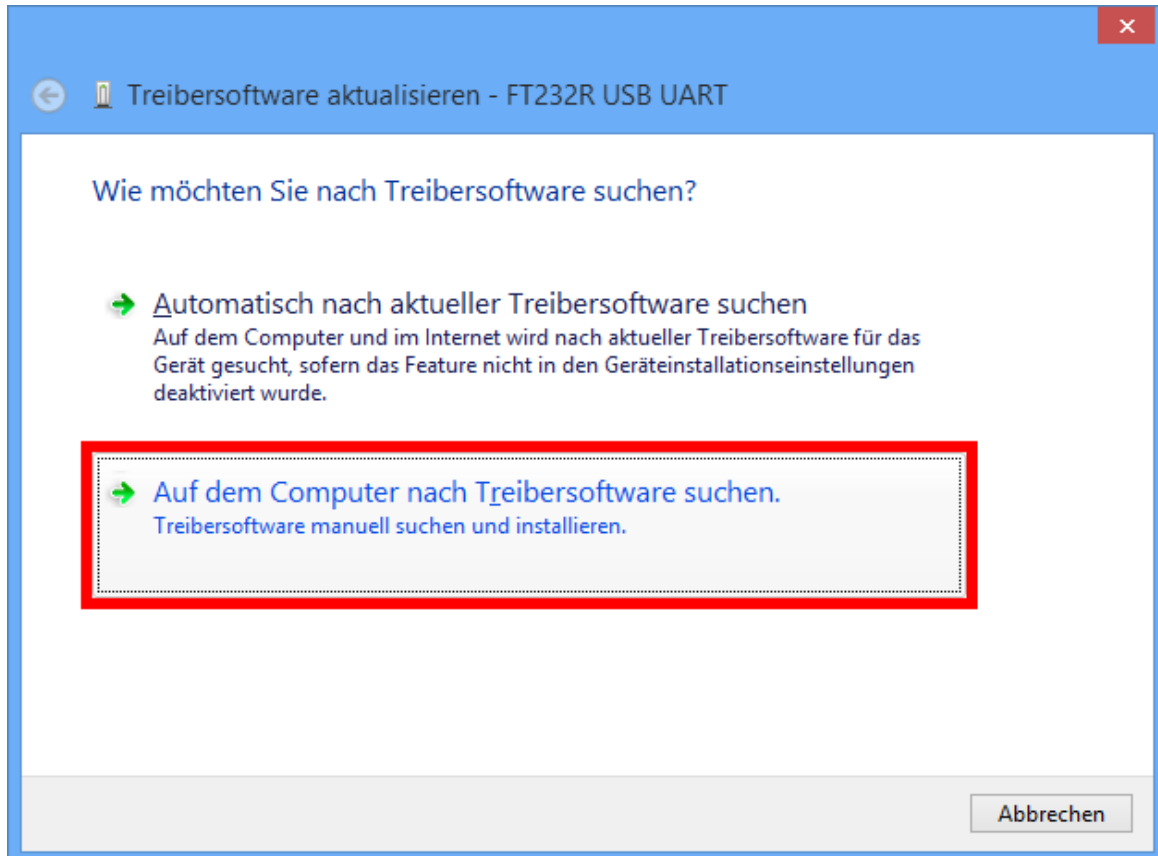 Treibersoftware aktualisieren - FT232R USB UART
Wie möchten Sie nach Treibersoftware suchen?
Automatisch nach aktueller Treibersoftware suchen
Auf dem Computer und im Internet wird nach aktueller Treibersoftware für das
Gerät gesucht, sofern das Feature nicht in den Geräteinstallationseinstellungen
deaktiviert wurde.
Auf dem Computer nach Treibersoftware suchen.
Treibersoftware manuell suchen und installieren.
Abbrechen